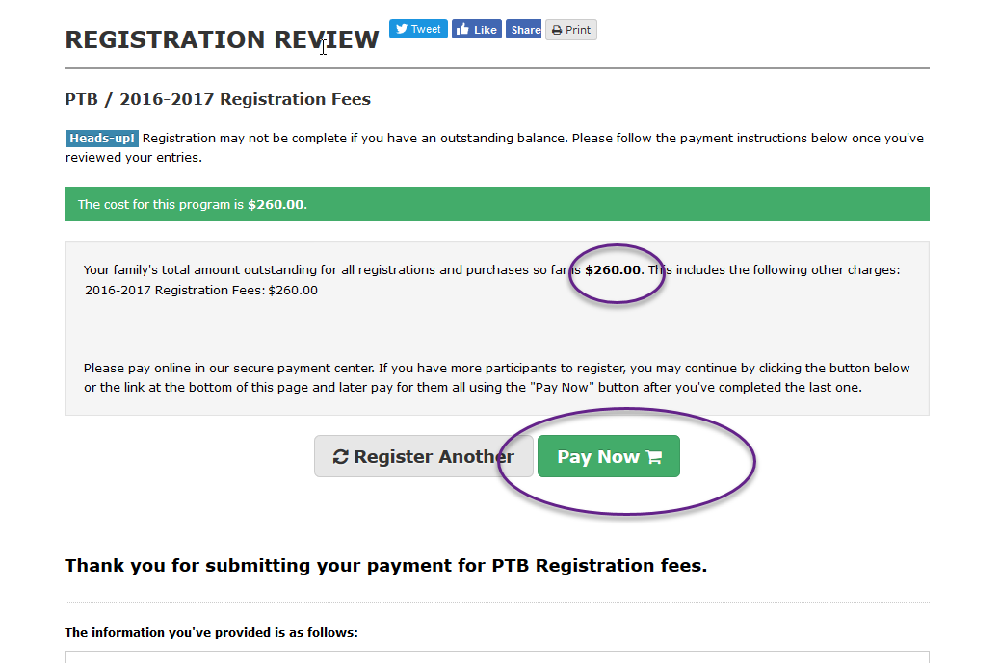 REGISTRATION REVIEW
Tweet
Like
Share
Print
PTB / 2016-2017 Registration Fees
Heads-up! Registration may not be complete if you have an outstanding balance. Please follow the payment instructions below once you've
reviewed your entries.
The cost for this program is $260.00.
Your family's total amount outstanding for all registrations and purchases so far is $260.00. This includes the following other charges:
2016-2017 Registration Fees: $260.00
Please pay online in our secure payment center. If you have more participants to register, you may continue by clicking the button below
or the link at the bottom of this page and later pay for them all using the "Pay Now" button after you've completed the last one.
Register Another
Pay Now
Thank you for submitting your payment for PTB Registration fees.
The information you've provided is as follows: